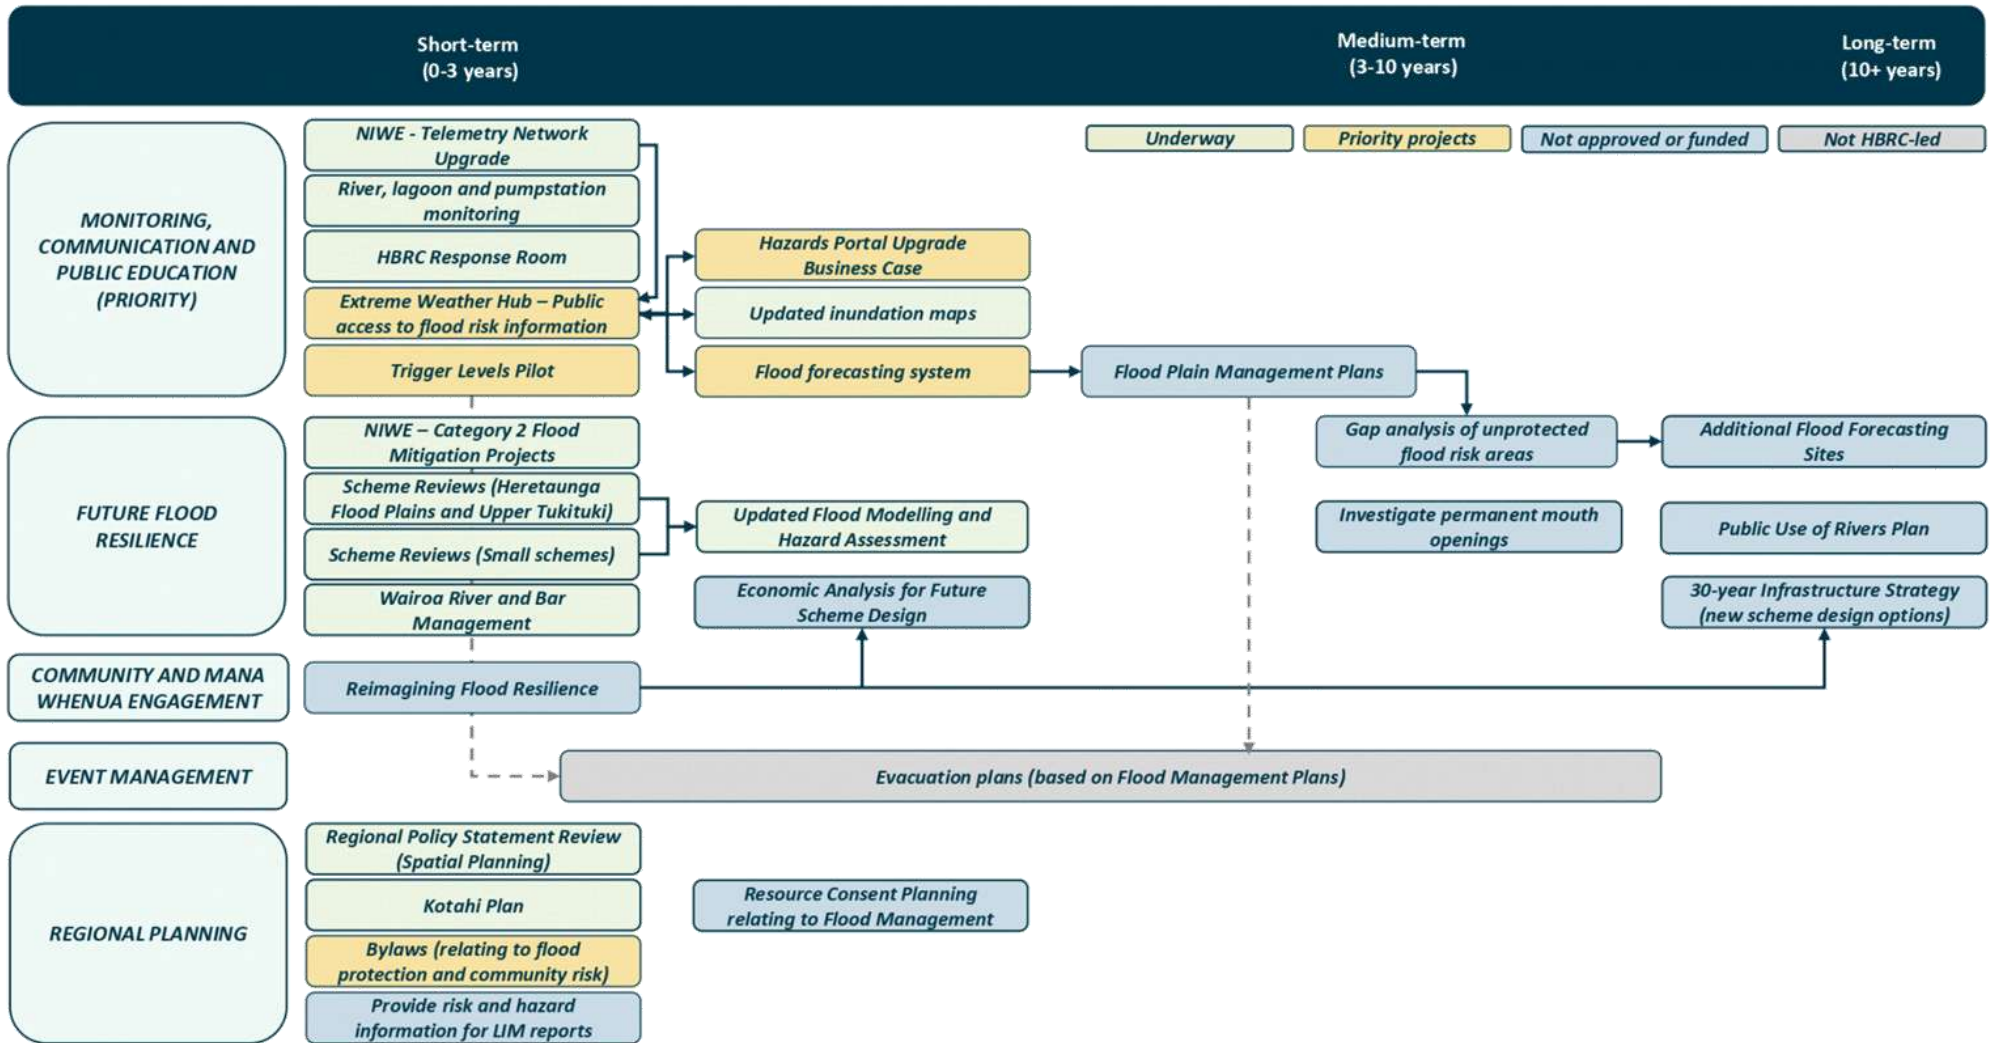 Short-term
(0-3 years)
Medium-term
(3-10 years)
Long-term
(10+ years)
Underway
Priority projects
Not approved or funded
Not HBRC-led
MONITORING,
COMMUNICATION AND
PUBLIC EDUCATION
(PRIORITY)
NIWE - Telemetry Network
Upgrade
River, lagoon and pumpstation
monitoring
HBRC Response Room
Extreme Weather Hub – Public
access to flood risk information
Trigger Levels Pilot
Hazards Portal Upgrade
Business Case
Updated inundation maps
Flood forecasting system
Flood Plain Management Plans
FUTURE FLOOD
RESILIENCE
NIWE – Category 2 Flood
Mitigation Projects
Scheme Reviews (Heretaunga
Flood Plains and Upper Tukituki)
Scheme Reviews (Small schemes)
Wairoa River and Bar
Management
Updated Flood Modelling and
Hazard Assessment
Economic Analysis for Future
Scheme Design
Gap analysis of unprotected
flood risk areas
Investigate permanent mouth
openings
Additional Flood Forecasting
Sites
Public Use of Rivers Plan
30-year Infrastructure Strategy
(new scheme design options)
COMMUNITY AND MANA
WHENUA ENGAGEMENT
Reimagining Flood Resilience
EVENT MANAGEMENT
Evacuation plans (based on Flood Management Plans)
REGIONAL PLANNING
Regional Policy Statement Review
(Spatial Planning)
Kotahi Plan
Bylaws (relating to flood
protection and community risk)
Provide risk and hazard
information for LIM reports
Resource Consent Planning
relating to Flood Management